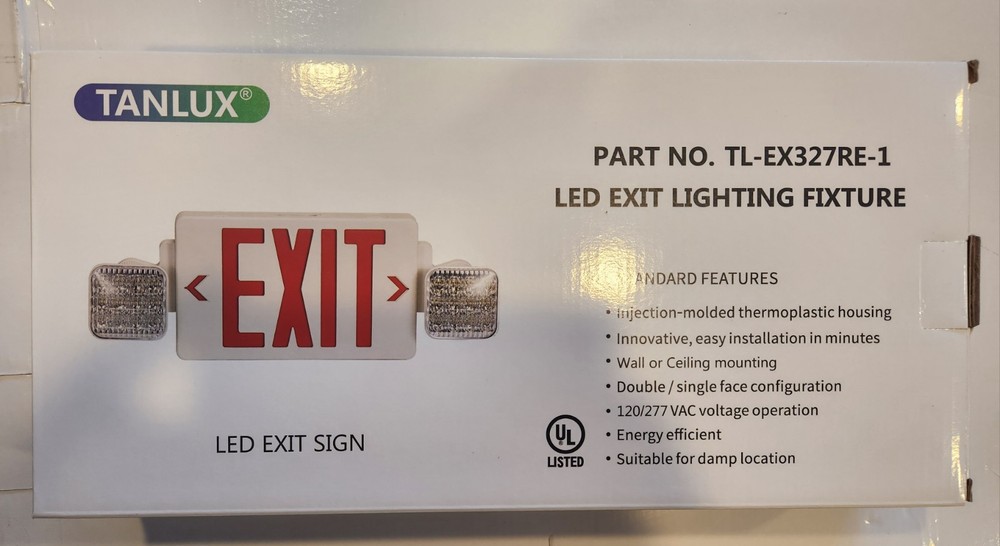 TANLUX®
PART NO. TL-EX327RE-1
LED EXIT LIGHTING FIXTURE
EXIT
LED EXIT SIGN
FEATURES
• Injection-molded thermoplastic housing
• Innovative, easy installation in minutes
• Wall or Ceiling mounting
• Double / single face configuration
• 120/277 VAC voltage operation
• Energy efficient
• Suitable for damp location
UL
®
LISTED